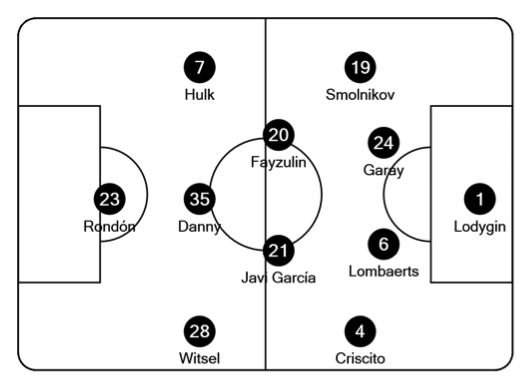 7
Hulk
19
Smolnikov
20
Fayzulin
24
Garay
23
Rondón
35
Danny
1
Lodygin
21
Javi García
6
Lombaerts
28
Witsel
4
Criscito